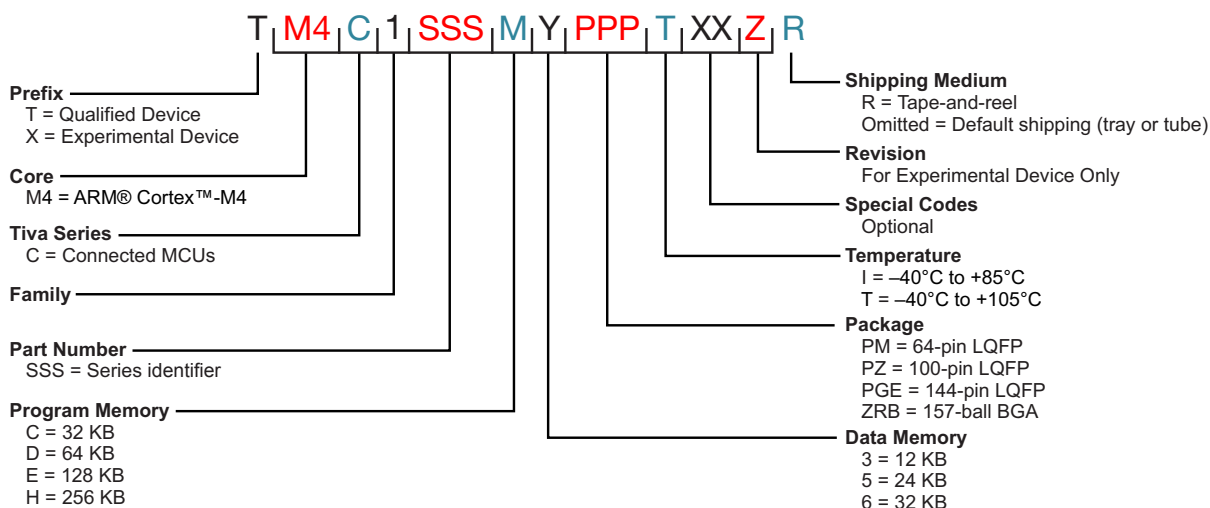 T M4 C 1 SSS M Y PPP T XX Z R
Prefix
T = Qualified Device
X = Experimental Device
Core
M4 = ARM® Cortex™-M4
Tiva Series
C = Connected MCUs
Family
Part Number
SSS = Series identifier
Program Memory
C = 32 KB
D = 64 KB
E = 128 KB
H = 256 KB
Shipping Medium
R = Tape-and-reel
Omitted = Default shipping (tray or tube)
Revision
For Experimental Device Only
Special Codes
Optional
Temperature
I = –40°C to +85°C
T = –40°C to +105°C
Package
PM = 64-pin LQFP
PZ = 100-pin LQFP
PGE = 144-pin LQFP
ZRB = 157-ball BGA
Data Memory
3 = 12 KB
5 = 24 KB
6 = 32 KB